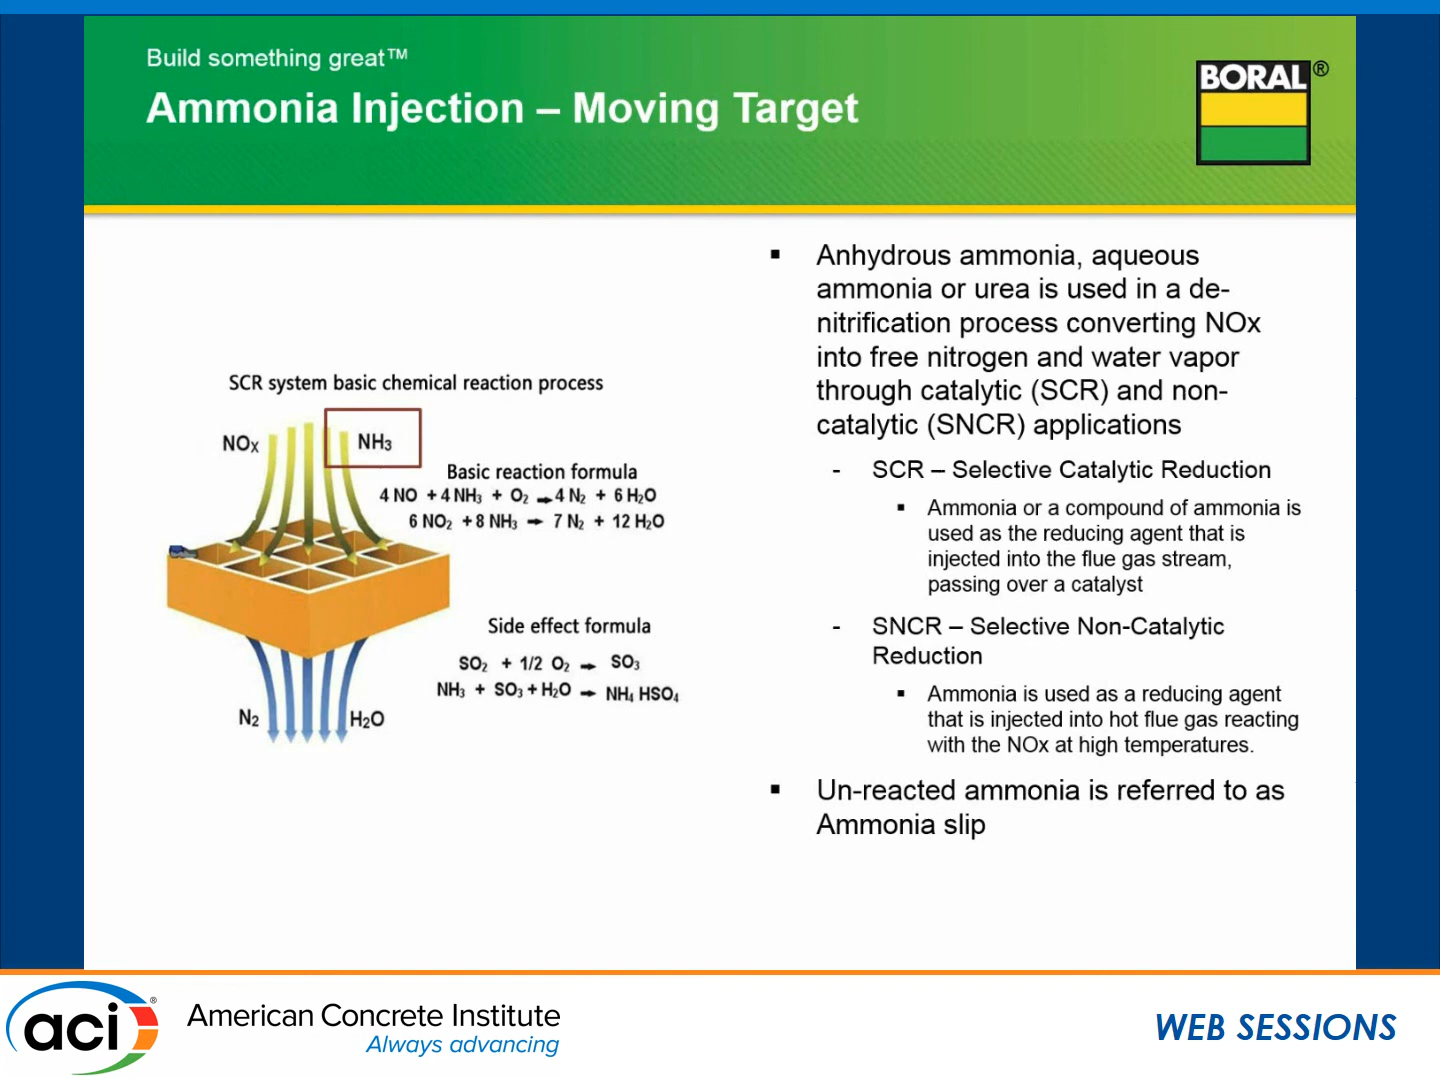 Build something great™
Ammonia Injection – Moving Target
BORAL®
SCR system basic chemical reaction process
NOx
NH3
Basic reaction formula
4 NO + 4 NH3 + O2 → 4 N2 + 6 H2O
6 NO2 + 8 NH3 → 7 N2 + 12 H2O
Side effect formula
SO2 + 1/2 O2 → SO3
NH3 + SO3 + H2O → NH4 HSO4
N2
H2O
▪ Anhydrous ammonia, aqueous
ammonia or urea is used in a de-
nitrification process converting NOx
into free nitrogen and water vapor
through catalytic (SCR) and non-
catalytic (SNCR) applications
- SCR – Selective Catalytic Reduction
▪ Ammonia or a compound of ammonia is
used as the reducing agent that is
injected into the flue gas stream,
passing over a catalyst
- SNCR – Selective Non-Catalytic
Reduction
▪ Ammonia is used as a reducing agent
that is injected into hot flue gas reacting
with the NOx at high temperatures.
▪ Un-reacted ammonia is referred to as
Ammonia slip
aci®
American Concrete Institute
Always advancing
WEB SESSIONS